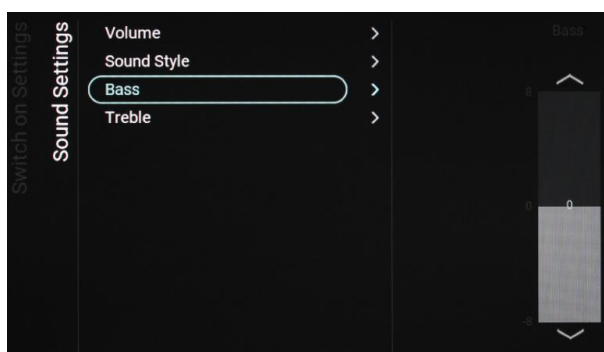 Switch on Settings
Sound Settings
Volume
Sound Style
Bass
Treble
Bass
8
0
0
-8